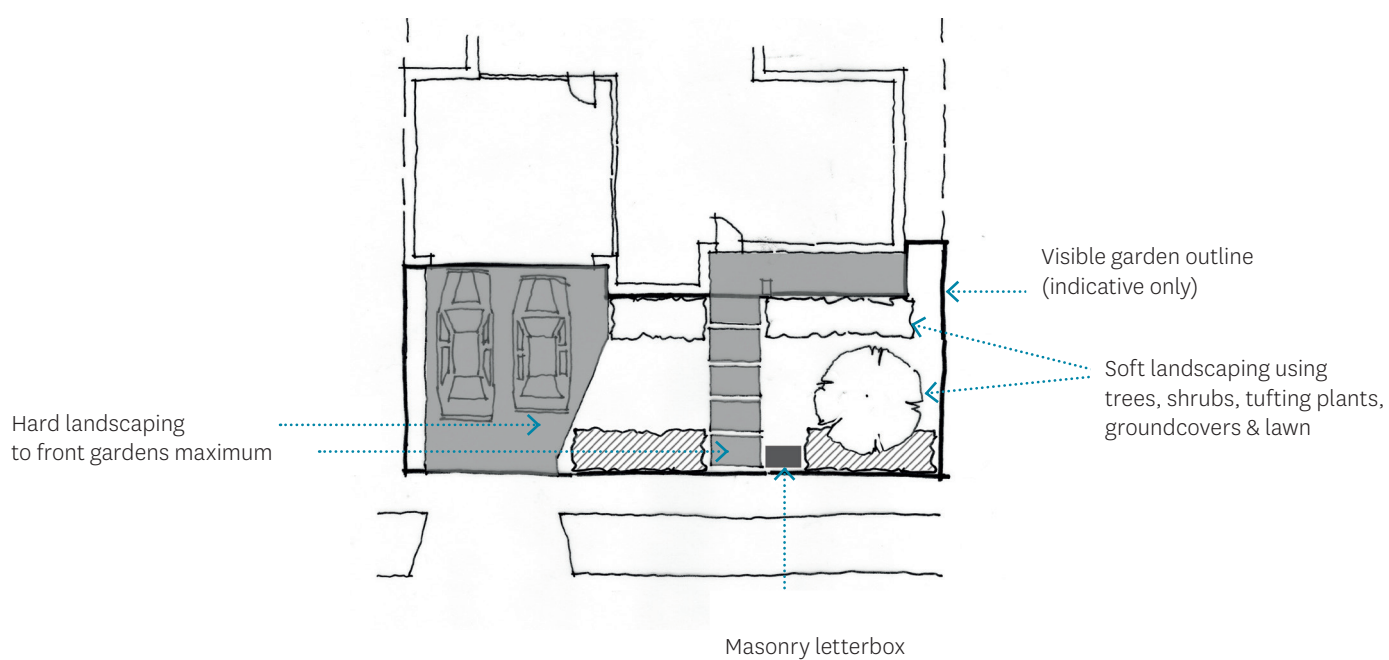 Visible garden outline
(indicative only)
Soft landscaping using
trees, shrubs, tufting plants,
groundcovers & lawn
Hard landscaping
to front gardens maximum
Masonry letterbox